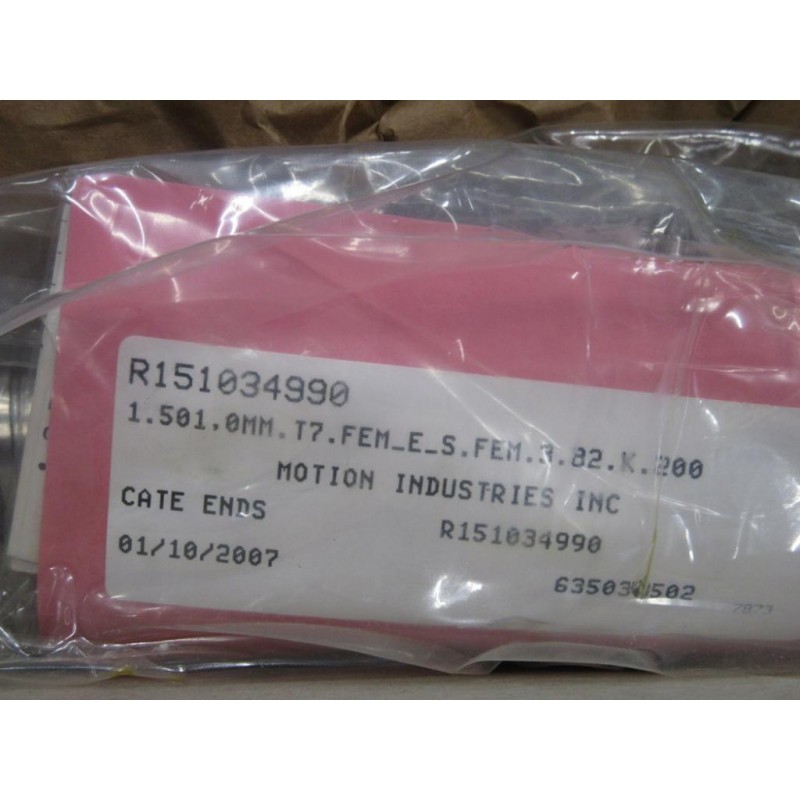 R151034990
1.501,0MM.T7.FEM_E_S.FEM.3.82.K.200
MOTION INDUSTRIES INC
CATE ENDS
R151034990
01/10/2007
7873